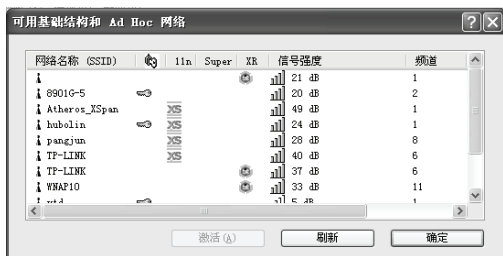 可用基础结构和 Ad Hoc 网络
网络名称 (SSID) 11n Super XR 信号强度 频道
21 dB 1
8901G-5 20 dB 2
Atheros_XSpan XS 49 dB 1
hubolin XS 24 dB 1
pangjun XS 28 dB 8
TP-LINK XS 40 dB 6
TP-LINK 37 dB 6
WNAP10 33 dB 11
5 dB 1
激活(A) 刷新 确定